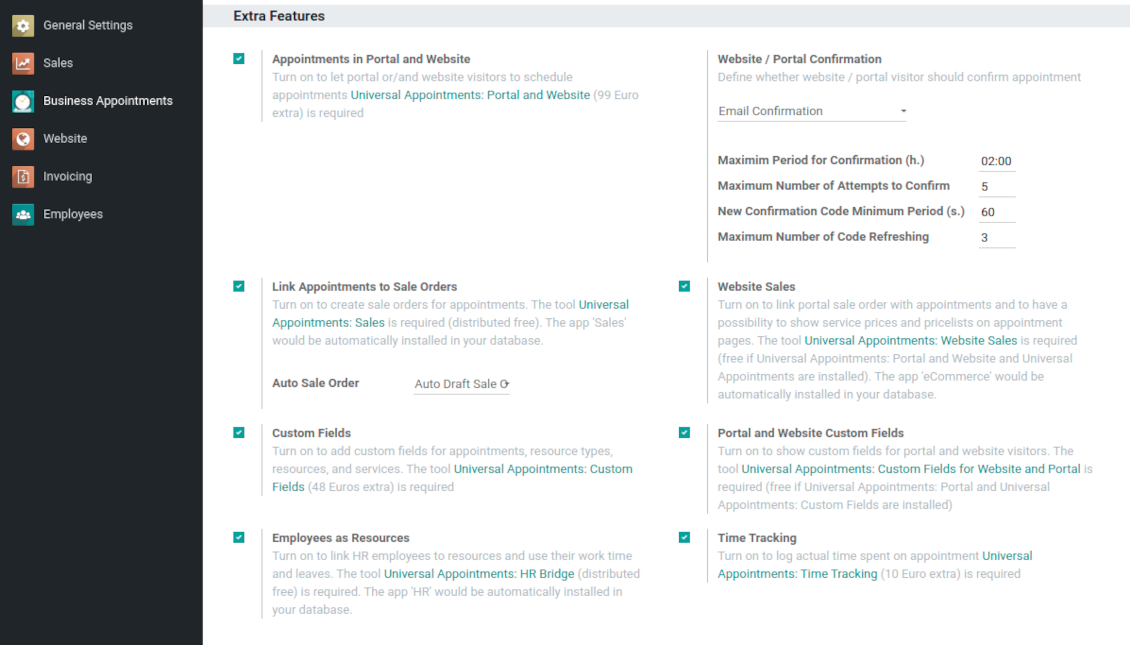 General Settings
Sales
Business Appointments
Website
Invoicing
Employees
Extra Features
Appointments in Portal and Website
Turn on to let portal or/and website visitors to schedule
appointments Universal Appointments: Portal and Website (99 Euro
extra) is required
Website / Portal Confirmation
Define whether website / portal visitor should confirm appointment
Email Confirmation
Maximim Period for Confirmation (h.) 02:00
Maximum Number of Attempts to Confirm 5
New Confirmation Code Minimum Period (s.) 60
Maximum Number of Code Refreshing 3
Link Appointments to Sale Orders
Turn on to create sale orders for appointments. The tool Universal
Appointments: Sales is required (distributed free). The app 'Sales'
would be automatically installed in your database.
Auto Sale Order Auto Draft Sale O
Website Sales
Turn on to link portal sale order with appointments and to have a
possibility to show service prices and pricelists on appointment
pages. The tool Universal Appointments: Website Sales is required
(free if Universal Appointments: Portal and Website and Universal
Appointments are installed). The app 'eCommerce' would be
automatically installed in your database.
Custom Fields
Turn on to add custom fields for appointments, resource types,
resources, and services. The tool Universal Appointments: Custom
Fields (48 Euros extra) is required
Portal and Website Custom Fields
Turn on to show custom fields for portal and website visitors. The
tool Universal Appointments: Custom Fields for Website and Portal is
required (free if Universal Appointments: Portal and Universal
Appointments: Custom Fields are installed)
Employees as Resources
Turn on to link HR employees to resources and use their work time
and leaves. The tool Universal Appointments: HR Bridge (distributed
free) is required. The app 'HR' would be automatically installed in
your database.
Time Tracking
Turn on to log actual time spent on appointment Universal
Appointments: Time Tracking (10 Euro extra) is required